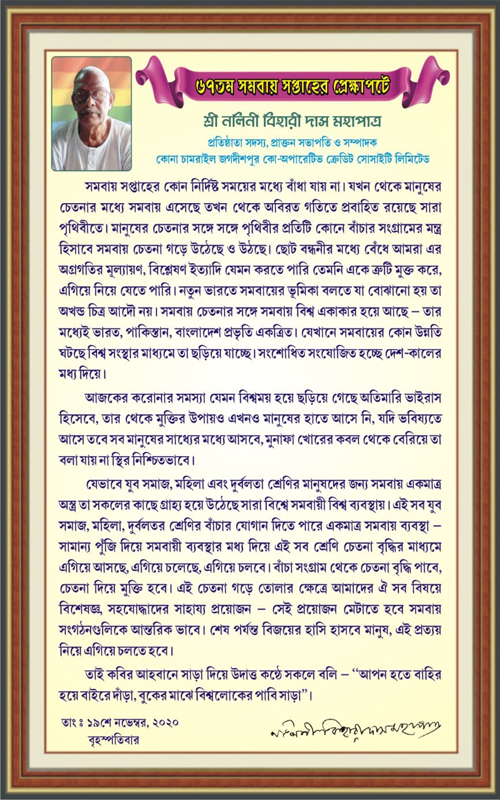 ৬৭তম সমবায় সপ্তাহের প্রেক্ষাপটে
শ্রী নলিনী বিহারী দাস মহাপাত্র
প্রতিষ্ঠাতা সদস্য, প্রাক্তন সভাপতি ও সম্পাদক
কোনা চামরাইল জগদীশপুর কো-অপারেটিভ ক্রেডিট সোসাইটি লিমিটেড
সমবায় সপ্তাহের কোন নির্দিষ্ট সময়ের মধ্যে বাঁধা যায় না। যখন থেকে মানুষের
চেতনার মধ্যে সমবায় এসেছে তখন থেকে অবিরত গতিতে প্রবাহিত রয়েছে সারা
পৃথিবীতে। মানুষের চেতনার সঙ্গে সঙ্গে পৃথিবীর প্রতিটি কোনে বাঁচার সংগ্রামের মন্ত্র
হিসাবে সমবায় চেতনা গড়ে উঠেছে ও উঠছে। ছোট বন্ধনীর মধ্যে বেঁধে আমরা এর
অগ্রগতির মূল্যায়ণ, বিশ্লেষণ ইত্যাদি যেমন করতে পারি তেমনি একে ত্রুটি মুক্ত করে,
এগিয়ে নিয়ে যেতে পারি। নতুন ভারতে সমবায়ের ভূমিকা বলতে যা বোঝানো হয় তা
অখন্ড চিত্র আদৌ নয়। সমবায় চেতনার সঙ্গে সমবায় বিশ্ব একাকার হয়ে আছে – তার
মধ্যেই ভারত, পাকিস্তান, বাংলাদেশ প্রভৃতি একত্রিত। যেখানে সমবায়ের কোন উন্নতি
ঘটছে বিশ্ব সংস্থার মাধ্যমে তা ছড়িয়ে যাচ্ছে। সংশোধিত সংযোজিত হচ্ছে দেশ-কালের
মধ্য দিয়ে।
আজকের করোনার সমস্যা যেমন বিশ্বময় হয়ে ছড়িয়ে গেছে অতিমারি ভাইরাস
হিসেবে, তার থেকে মুক্তির উপায়ও এখনও মানুষের হাতে আসে নি, যদি ভবিষ্যতে
আসে তবে সব মানুষের সাধ্যের মধ্যে আসবে, মুনাফা খোরের কবল থেকে বেরিয়ে তা
বলা যায় না স্থির নিশ্চিতভাবে।
যেভাবে যুব সমাজ, মহিলা এবং দুর্বলতা শ্রেণির মানুষদের জন্য সমবায় একমাত্র
অস্ত্র তা সকলের কাছে গ্রাহ্য হয়ে উঠেছে সারা বিশ্বে সমবায়ী বিশ্ব ব্যবস্থায়। এই সব যুব
সমাজ, মহিলা, দুর্বলতর শ্রেণির বাঁচার যোগান দিতে পারে একমাত্র সমবায় ব্যবস্থা –
সামান্য পুঁজি দিয়ে সমবায়ী ব্যবস্থার মধ্য দিয়ে এই সব শ্রেণি চেতনা বৃদ্ধির মাধ্যমে
এগিয়ে আসছে, এগিয়ে চলেছে, এগিয়ে চলবে। বাঁচা সংগ্রাম থেকে চেতনা বৃদ্ধি পাবে,
চেতনা দিয়ে মুক্তি হবে। এই চেতনা গড়ে তোলার ক্ষেত্রে আমাদের ঐ সব বিষয়ে
বিশেষজ্ঞ, সহযোদ্ধাদের সাহায্য প্রয়োজন – সেই প্রয়োজন মেটাতে হবে সমবায়
সংগঠনগুলিকে আন্তরিক ভাবে। শেষ পর্যন্ত বিজয়ের হাসি হাসবে মানুষ, এই প্রত্যয়
নিয়ে এগিয়ে চলতে হবে।
তাই কবির আহবানে সাড়া দিয়ে উদাত্ত কন্ঠে সকলে বলি – “আপন হতে বাহির
হয়ে বাইরে দাঁড়া, বুকের মাঝে বিশ্বলোকের পাবি সাড়া”।
তাং ঃ ১৯শে নভেম্বর, ২০২০
বৃহস্পতিবার
নলিনী বিহারী দাস মহাপাত্র